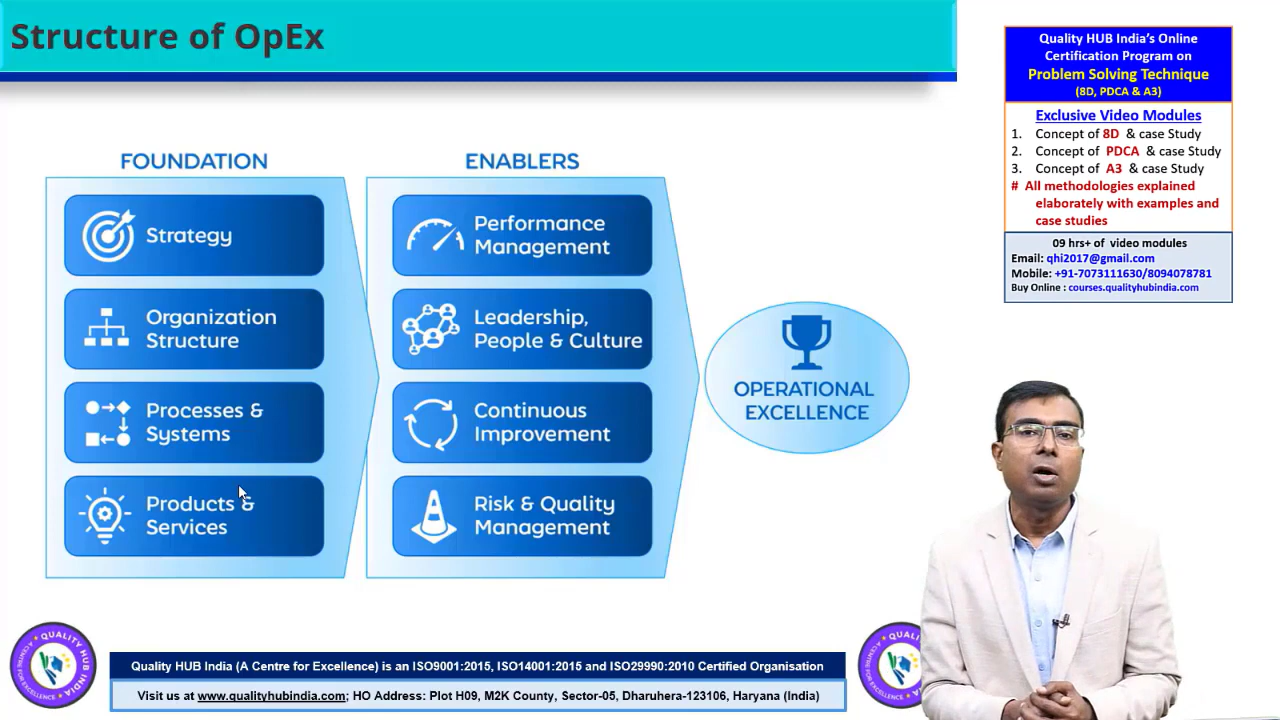 Structure of OpEx
FOUNDATION
Strategy
Organization
Structure
Processes &
Systems
Products &
Services
ENABLERS
Performance
Management
Leadership,
People & Culture
Continuous
Improvement
Risk & Quality
Management
OPERATIONAL
EXCELLENCE
Quality HUB India’s Online
Certification Program on
Problem Solving Technique
(8D, PDCA & A3)
Exclusive Video Modules
1. Concept of 8D & case Study
2. Concept of PDCA & case Study
3. Concept of A3 & case Study
# All methodologies explained
elaborately with examples and
case studies
09 hrs+ of video modules
Email: qhi2017@gmail.com
Mobile: +91-7073111630/8094078781
Buy Online : courses.qualityhubindia.com
QUALITY HUB INDIA
A CENTRE FOR EXCELLENCE
Quality HUB India (A Centre for Excellence) is an ISO9001:2015, ISO14001:2015 and ISO29990:2010 Certified Organisation
Visit us at www.qualityhubindia.com; HO Address: Plot H09, M2K County, Sector-05, Dharuhera-123106, Haryana (India)